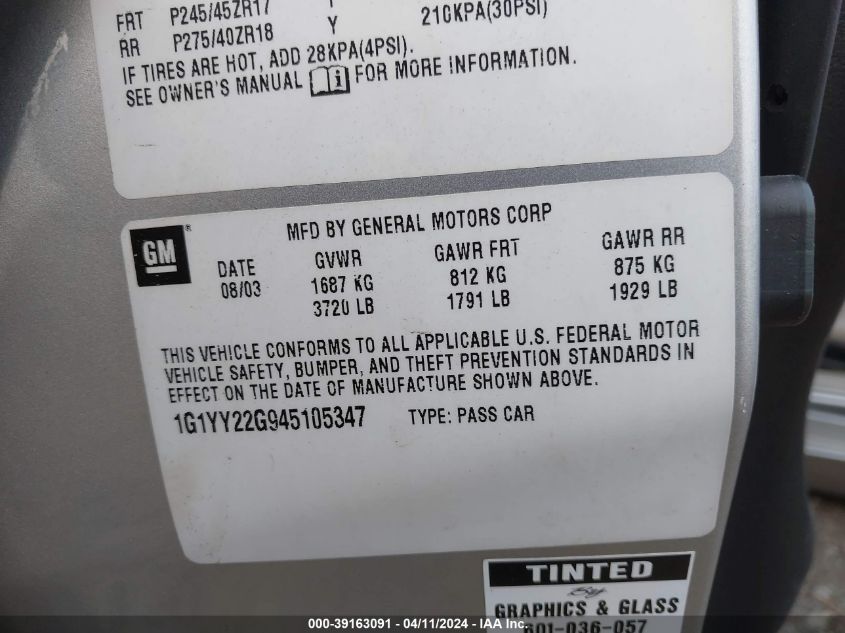 FRT P245/45ZR17 Y
RR P275/40ZR18 Y 210KPA(30PSI)
IF TIRES ARE HOT, ADD 28KPA(4PSI).
SEE OWNER'S MANUAL FOR MORE INFORMATION.
GM ®
MFD BY GENERAL MOTORS CORP
DATE GVWR GAWR FRT GAWR RR
08/03 1687 KG 812 KG 875 KG
3720 LB 1791 LB 1929 LB
THIS VEHICLE CONFORMS TO ALL APPLICABLE U.S. FEDERAL MOTOR
VEHICLE SAFETY, BUMPER, AND THEFT PREVENTION STANDARDS IN
EFFECT ON THE DATE OF MANUFACTURE SHOWN ABOVE.
1G1YY22G945105347 TYPE: PASS CAR
TINTED
By
GRAPHICS & GLASS
601-036-057
000-39163091 - 04/11/2024 - IAA Inc.